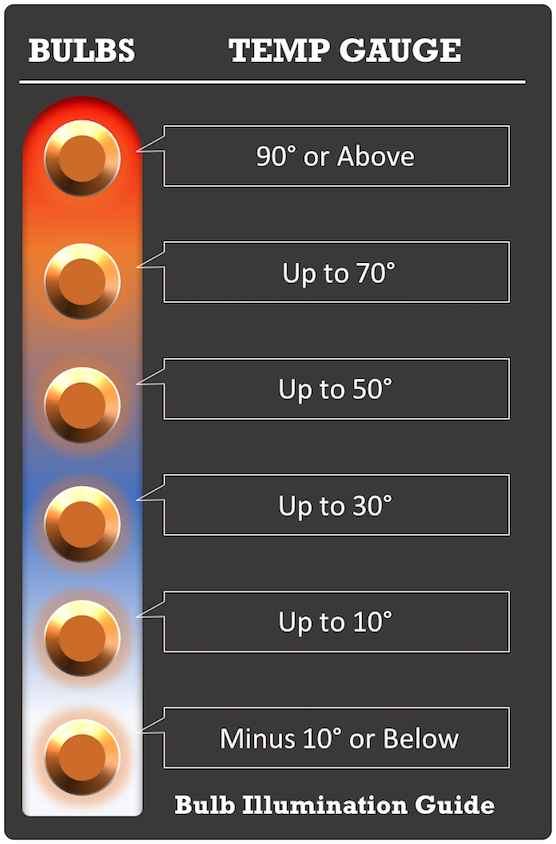 BULBS TEMP GAUGE
90° or Above
Up to 70°
Up to 50°
Up to 30°
Up to 10°
Minus 10° or Below
Bulb Illumination Guide